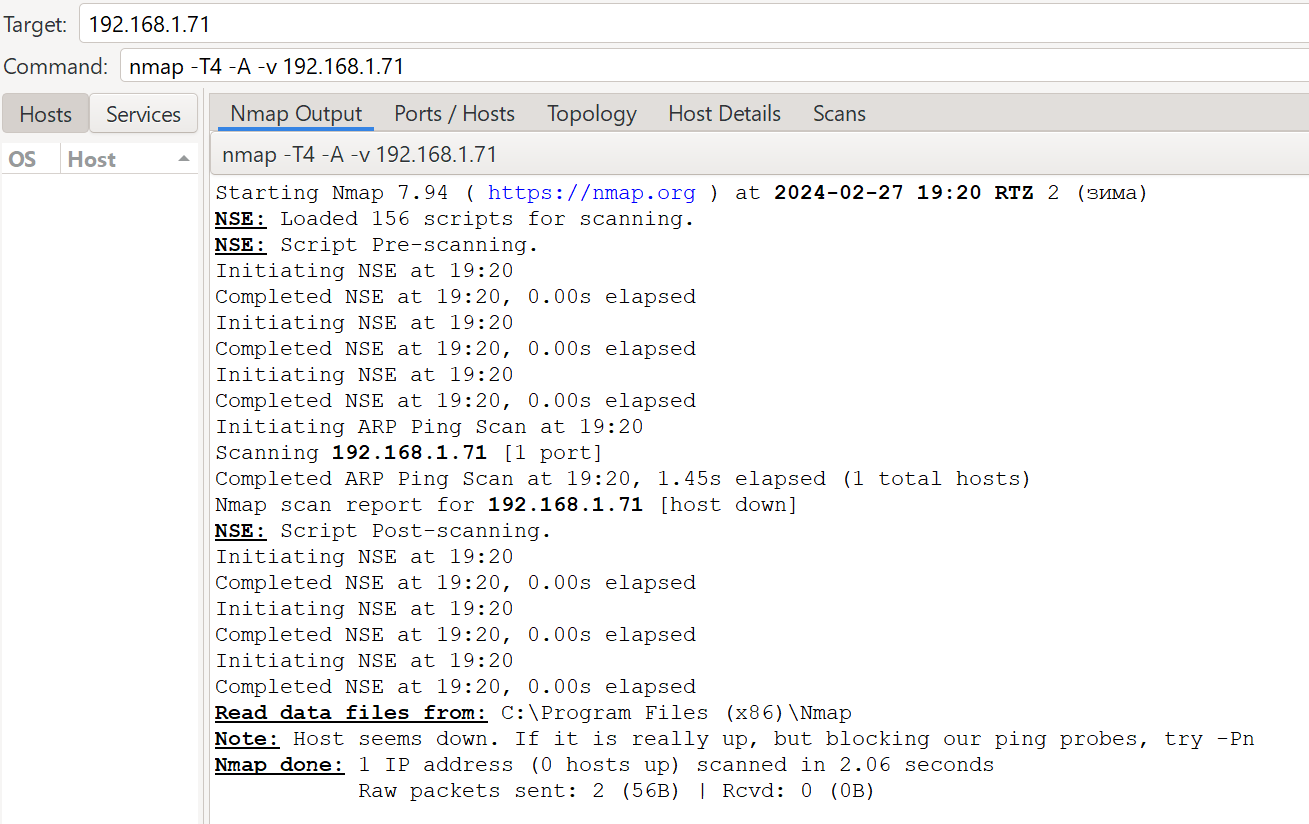 Target: 192.168.1.71
Command: nmap -T4 -A -v 192.168.1.71
Hosts Services
OS Host
Nmap Output Ports / Hosts Topology Host Details Scans
nmap -T4 -A -v 192.168.1.71
Starting Nmap 7.94 ( https://nmap.org ) at 2024-02-27 19:20 RTZ 2 (зима)
NSE: Loaded 156 scripts for scanning.
NSE: Script Pre-scanning.
Initiating NSE at 19:20
Completed NSE at 19:20, 0.00s elapsed
Initiating NSE at 19:20
Completed NSE at 19:20, 0.00s elapsed
Initiating NSE at 19:20
Completed NSE at 19:20, 0.00s elapsed
Initiating ARP Ping Scan at 19:20
Scanning 192.168.1.71 [1 port]
Completed ARP Ping Scan at 19:20, 1.45s elapsed (1 total hosts)
Nmap scan report for 192.168.1.71 [host down]
NSE: Script Post-scanning.
Initiating NSE at 19:20
Completed NSE at 19:20, 0.00s elapsed
Initiating NSE at 19:20
Completed NSE at 19:20, 0.00s elapsed
Initiating NSE at 19:20
Completed NSE at 19:20, 0.00s elapsed
Read data files from: C:\Program Files (x86)\Nmap
Note: Host seems down. If it is really up, but blocking our ping probes, try -Pn
Nmap done: 1 IP address (0 hosts up) scanned in 2.06 seconds
Raw packets sent: 2 (56B) | Rcvd: 0 (0B)